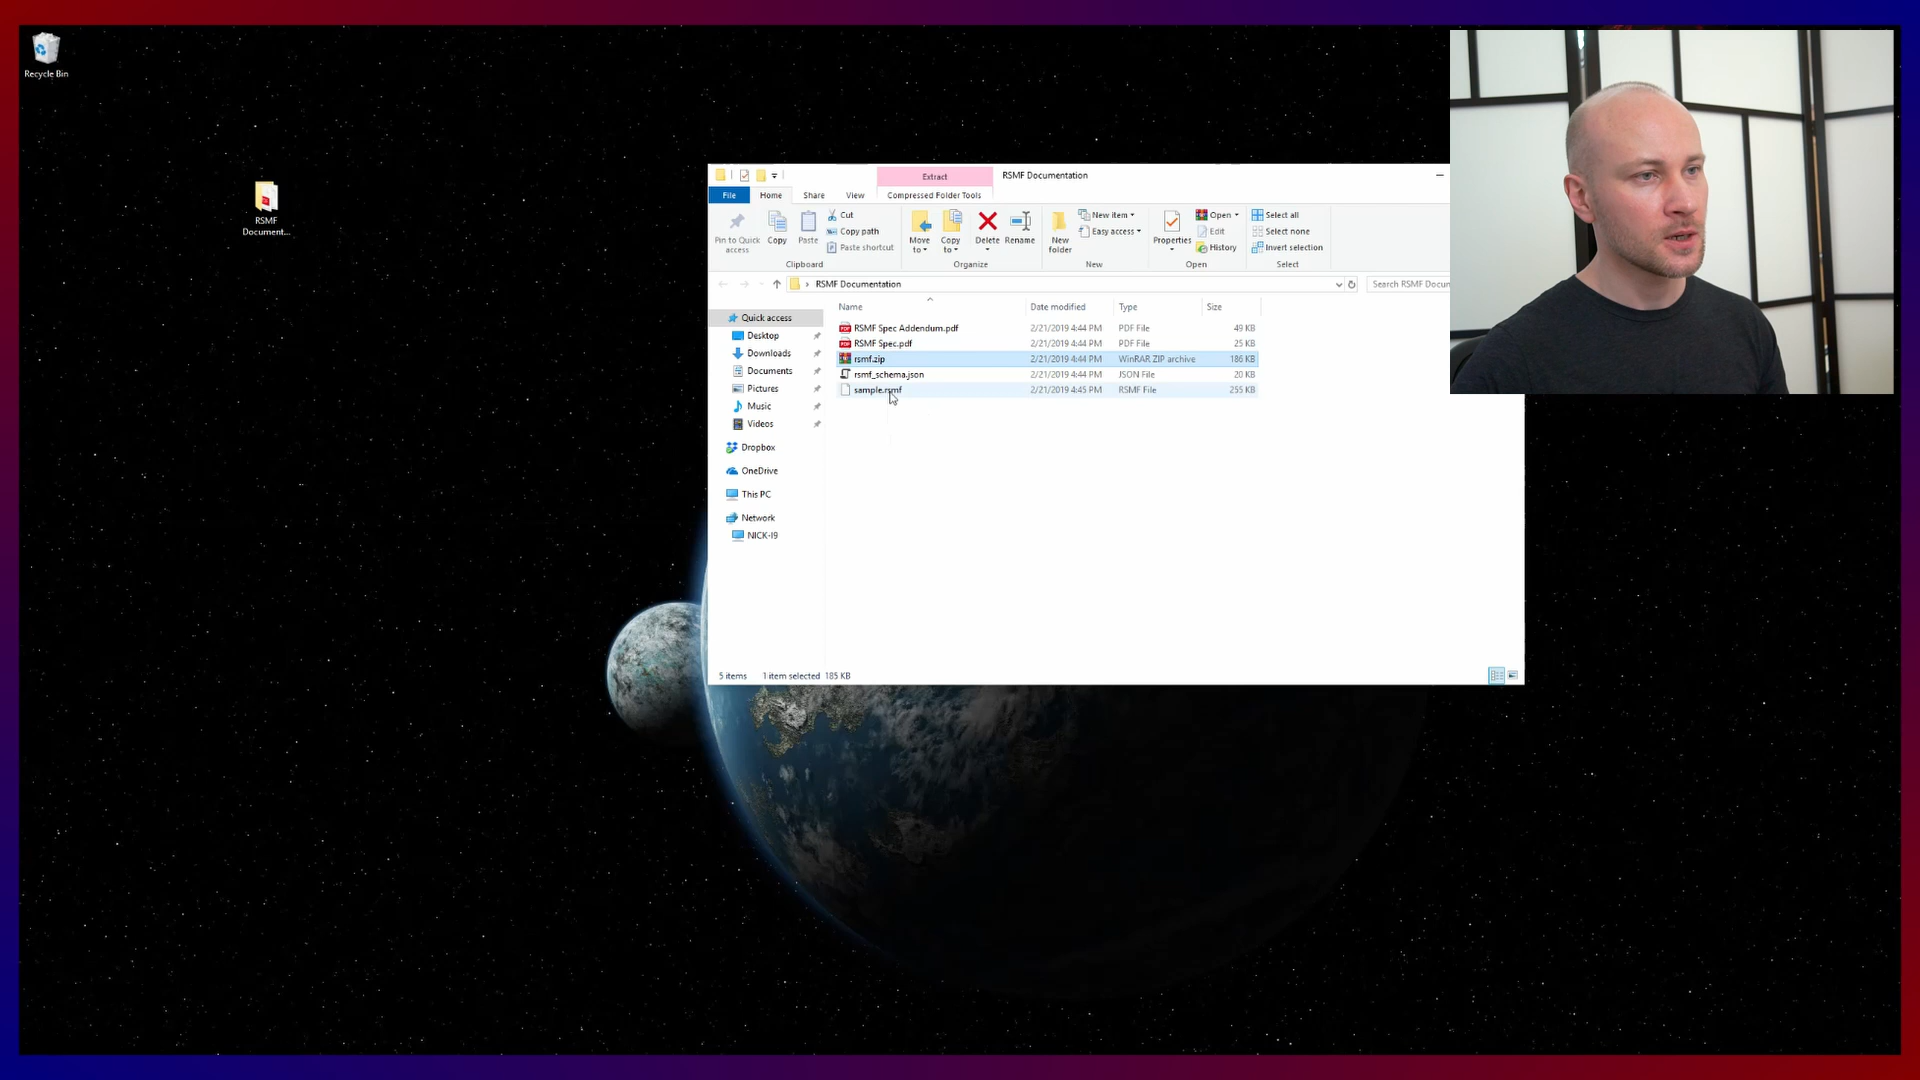 Recycle Bin
RSMF
Document...
Extract
RSMF Documentation
File
Home
Share
View
Compressed Folder Tools
Pin to Quick
access
Copy
Paste
Cut
Copy path
Paste shortcut
Clipboard
Move
to
Copy
to
Delete
Rename
Organize
New
folder
New item
Easy access
New
Properties
Open
Edit
History
Open
Select all
Select none
Invert selection
Select
RSMF Documentation
Search RSMF Docum
Name
Date modified
Type
Size
RSMF Spec Addendum.pdf 2/21/2019 4:44 PM PDF File 49 KB
RSMF Spec.pdf 2/21/2019 4:44 PM PDF File 25 KB
rsmf.zip 2/21/2019 4:44 PM WinRAR ZIP archive 186 KB
rsmf_schema.json 2/21/2019 4:44 PM JSON File 20 KB
sample.rsmf 2/21/2019 4:45 PM RSMF File 255 KB
Quick access
Desktop
Downloads
Documents
Pictures
Music
Videos
Dropbox
OneDrive
This PC
Network
NICK-I9
5 items 1 item selected 185 KB